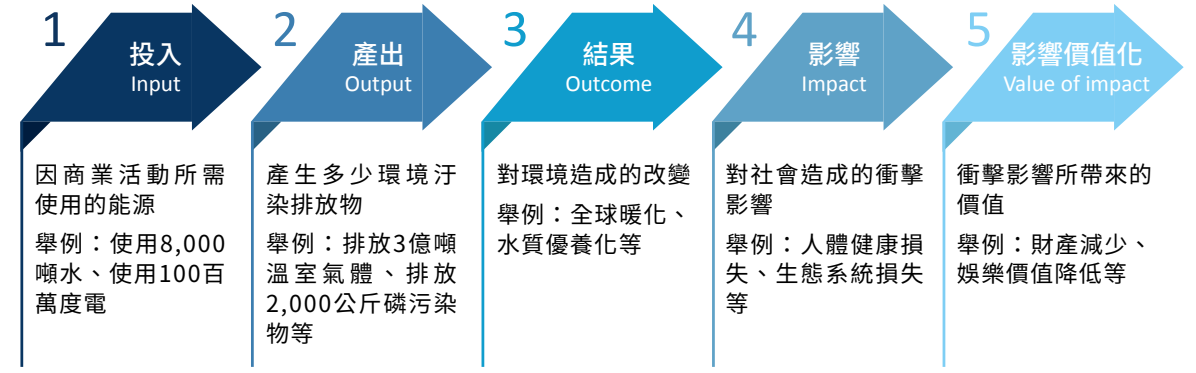 1
投入
Input
因商業活動所需
使用的能源
舉例：使用8,000
噸水、使用100百
萬度電
2
產出
Output
產生多少環境汙
染排放物
舉例：排放3億噸
溫室氣體、排放
2,000公斤磷污染
物等
3
結果
Outcome
對環境造成的改變
舉例：全球暖化、
水質優養化等
4
影響
Impact
對社會造成的衝擊
影響
舉例：人體健康損
失、生態系統損失
等
5
影響價值化
Value of impact
衝擊影響所帶來的
價值
舉例：財產減少、
娛樂價值降低等